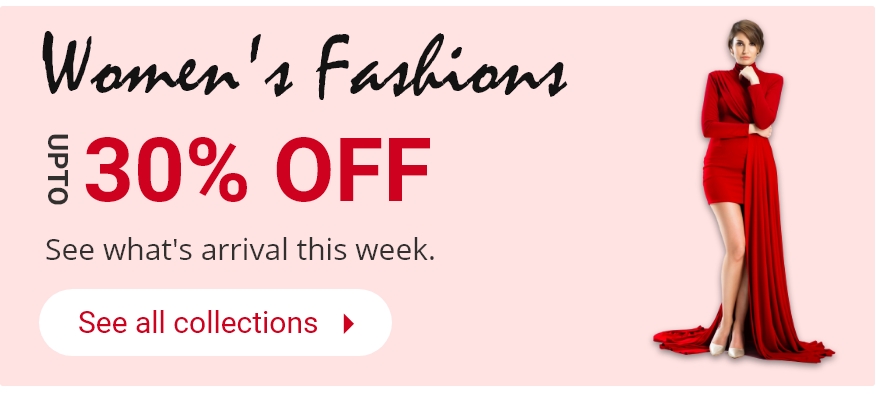 Women's Fashions
UPTO
30% OFF
See what's arrival this week.
See all collections